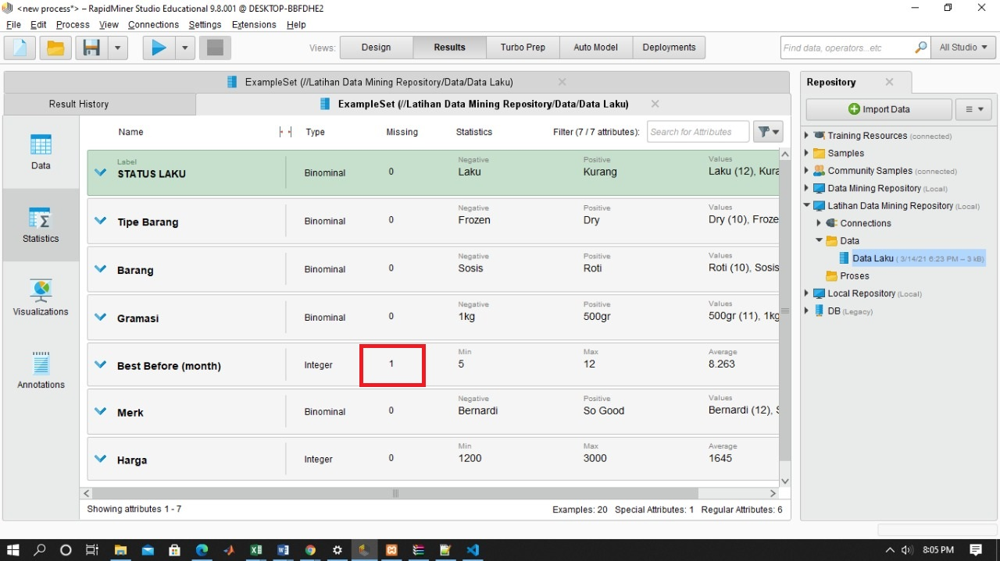 <new process*> – RapidMiner Studio Educational 9.8.001 @ DESKTOP-BBFDHE2
File Edit Process View Connections Settings Extensions Help
Views: Design Results Turbo Prep Auto Model Deployments Find data, operators...etc All Studio
ExampleSet (//Latihan Data Mining Repository/Data/Data Laku)
Result History ExampleSet (//Latihan Data Mining Repository/Data/Data Laku)
Data
Statistics
Visualizations
Annotations
Name Type Missing Statistics Filter (7 / 7 attributes): Search for Attributes
Label Negative Positive Values
STATUS LAKU Binominal 0 Laku Kurang Laku (12), Kura
Negative Positive Values
Tipe Barang Binominal 0 Frozen Dry Dry (10), Froze
Negative Positive Values
Barang Binominal 0 Sosis Roti Roti (10), Sosis
Negative Positive Values
Gramasi Binominal 0 1kg 500gr 500gr (11), 1kg
Min Max Average
Best Before (month) Integer 1 5 12 8.263
Negative Positive Values
Merk Binominal 0 Bernardi So Good Bernardi (12), S
Min Max Average
Harga Integer 0 1200 3000 1645
Showing attributes 1 - 7 Examples: 20 Special Attributes: 1 Regular Attributes: 6
Repository
Import Data
Training Resources (connected)
Samples
Community Samples (connected)
Data Mining Repository (Local)
Latihan Data Mining Repository (Local)
Connections
Data
Data Laku ( 3/14/21 6:23 PM – 3 kB)
Proses
Local Repository (Local)
DB (Legacy)
8:05 PM